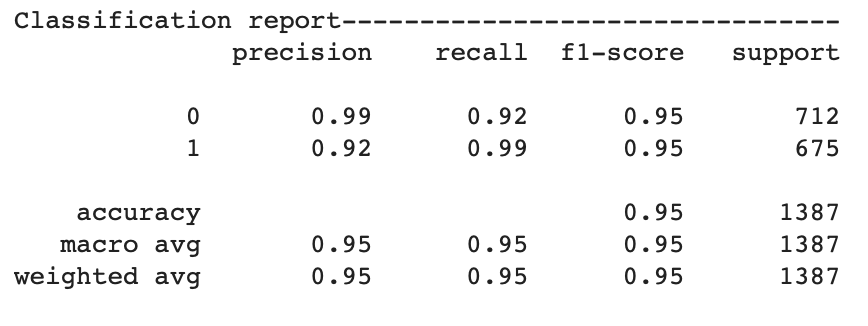 Classification report--------------------------------
precision recall f1-score support
0 0.99 0.92 0.95 712
1 0.92 0.99 0.95 675
accuracy 0.95 1387
macro avg 0.95 0.95 0.95 1387
weighted avg 0.95 0.95 0.95 1387